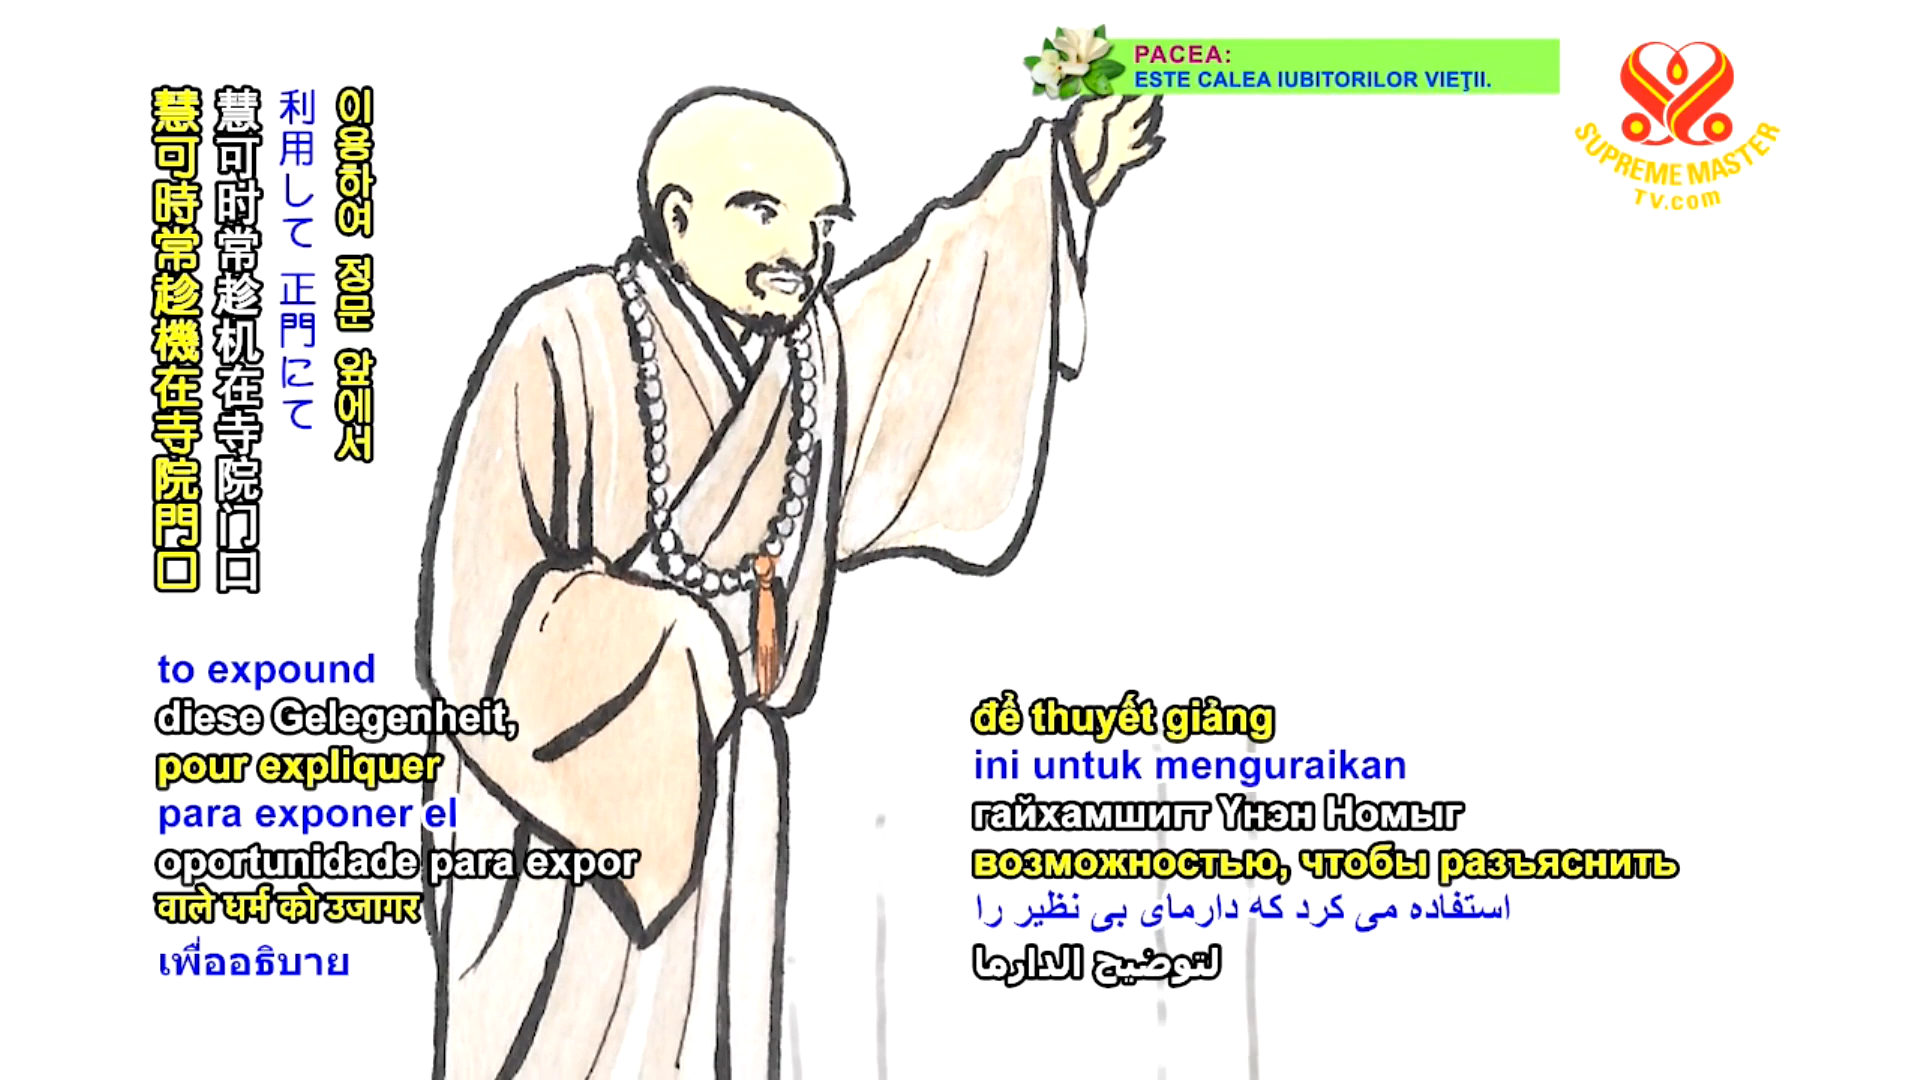 PACEA:
ESTE CALEA IUBITORILOR VIEŢII.
SUPREME MASTER
TV.com
이용하여 정문 앞에서
利用して 正門にて
慧可时常趁机在寺院门口
慧可時常趁機在寺院門口
to expound
diese Gelegenheit,
pour expliquer
para exponer el
oportunidade para expor
वाले धर्म को उजागर
เพื่ออธิบาย
để thuyết giảng
ini untuk menguraikan
гайхамшигт Үнэн Номыг
возможностью, чтобы разъяснить
استفاده می کرد که دارمای بی نظیر را
لتوضيح الدارما